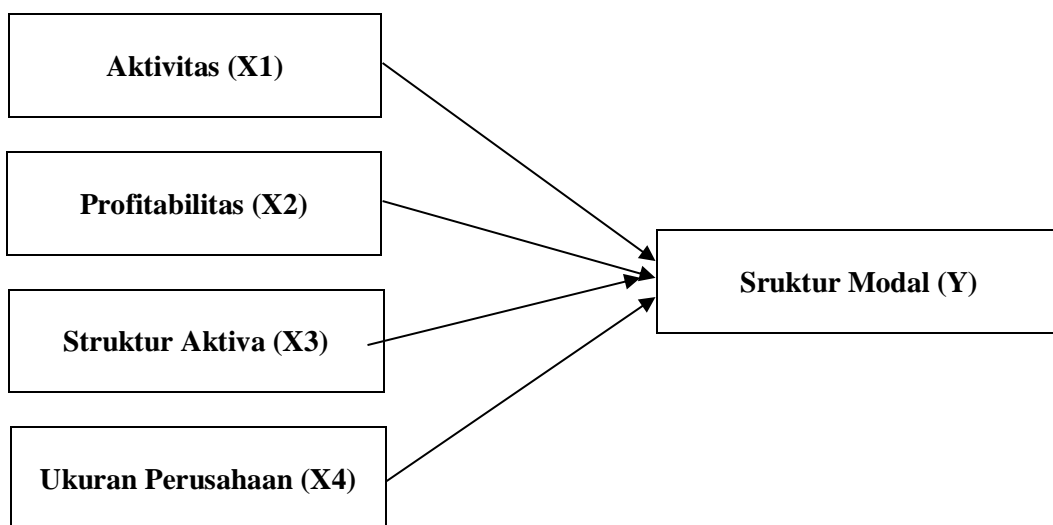 Aktivitas (X1)
Profitabilitas (X2)
Sruktur Modal (Y)
Struktur Aktiva (X3)
Ukuran Perusahaan (X4)